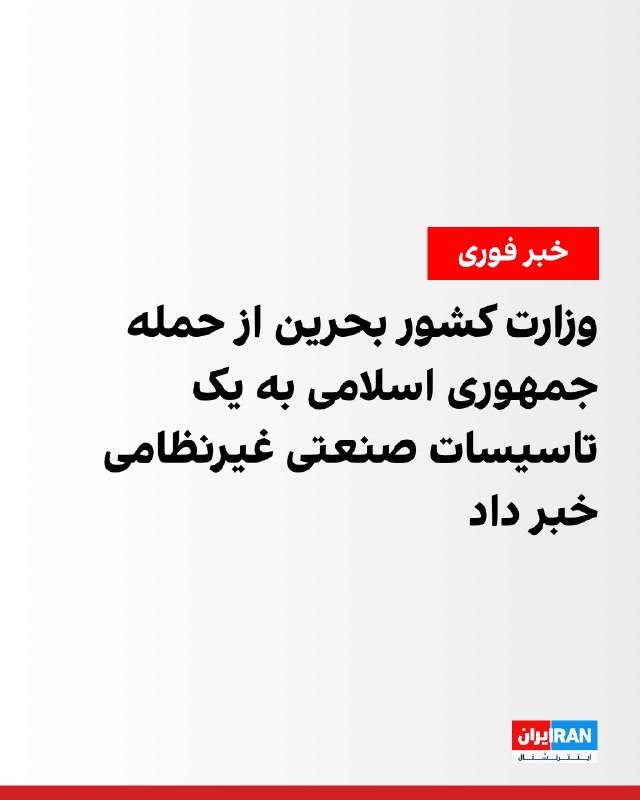 خبر فوری
وزارت کشور بحرین از حمله
جمهوری اسلامی به یک
تاسیسات صنعتی غیرنظامی
خبر داد
ایران IRAN
اینترنشنال